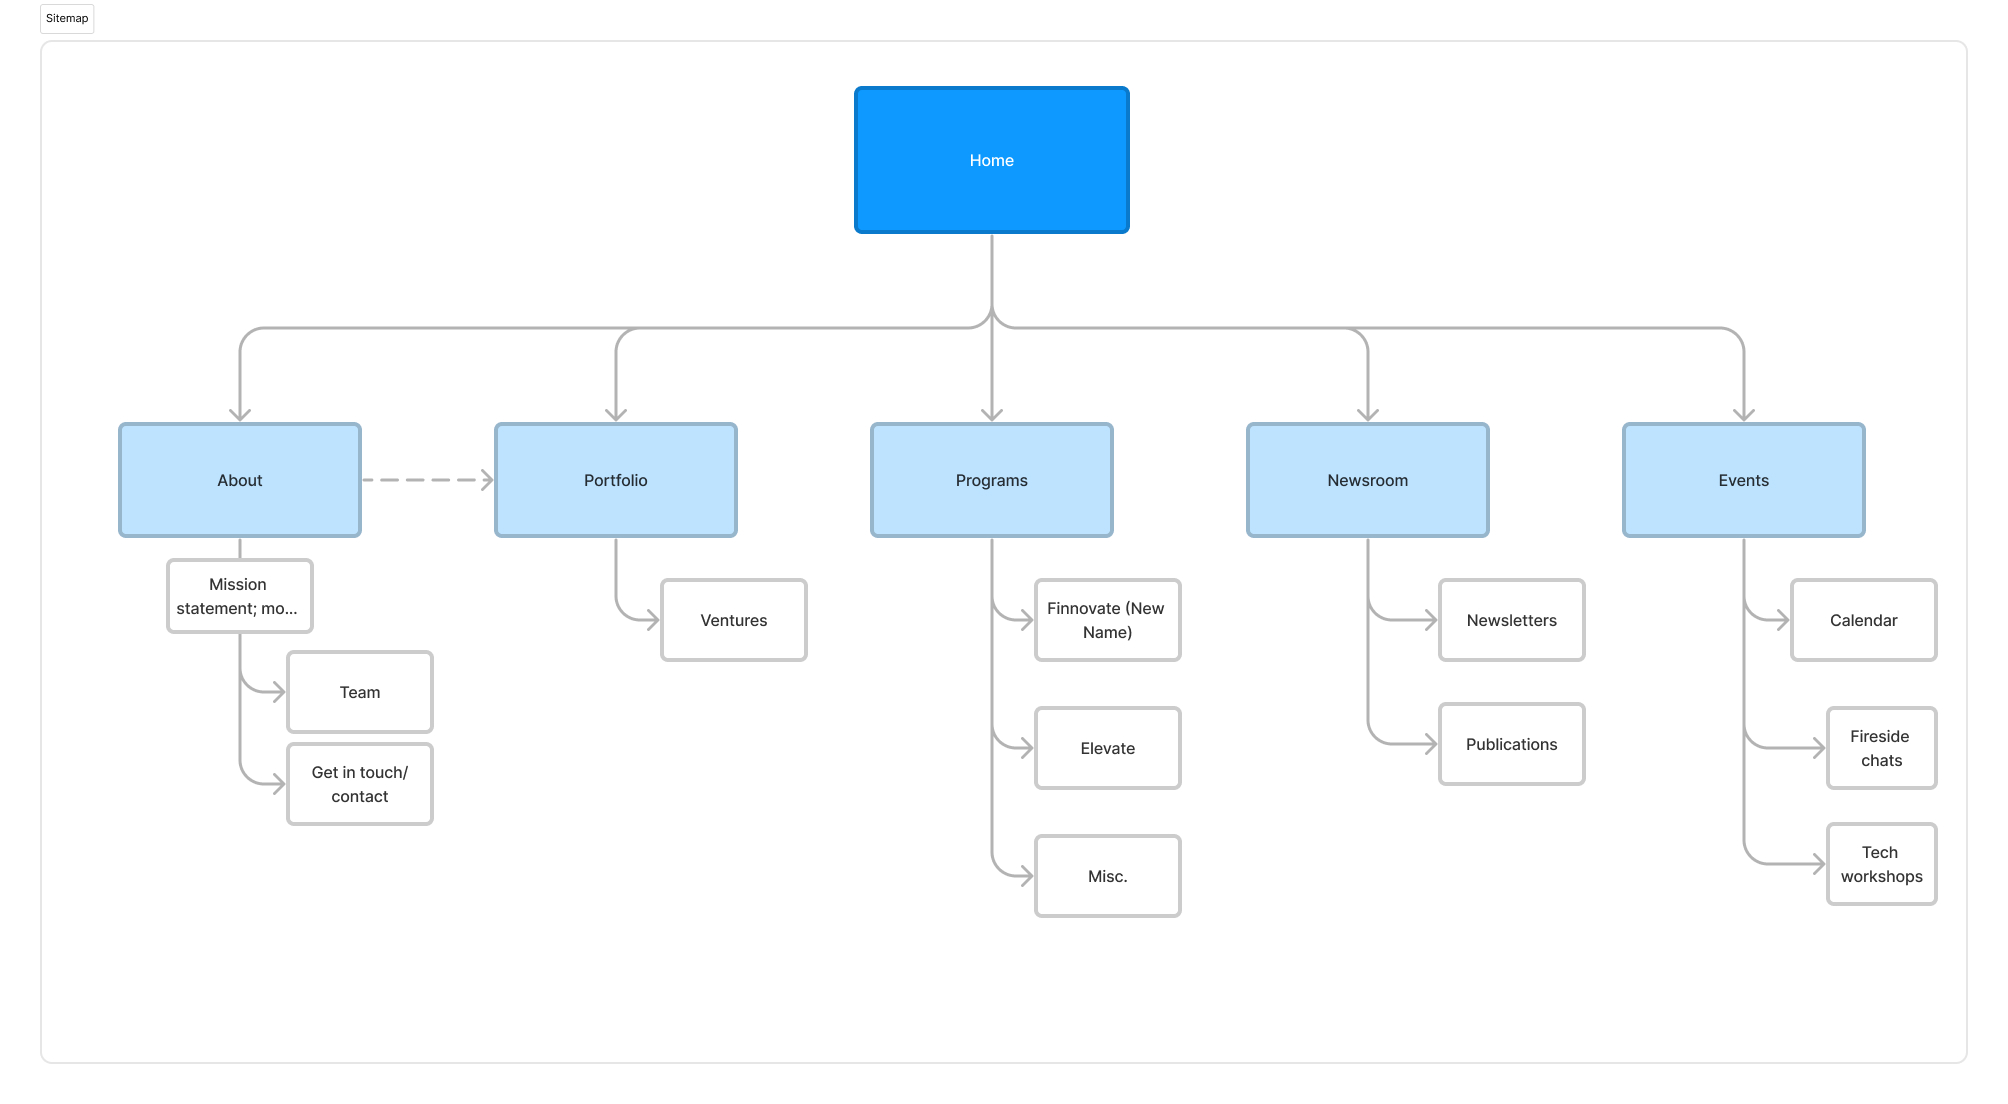 Sitemap
Home
About
Portfolio
Programs
Newsroom
Events
Mission
statement; mo...
Team
Get in touch/
contact
Ventures
Finnovate (New
Name)
Elevate
Misc.
Newsletters
Publications
Calendar
Fireside
chats
Tech
workshops